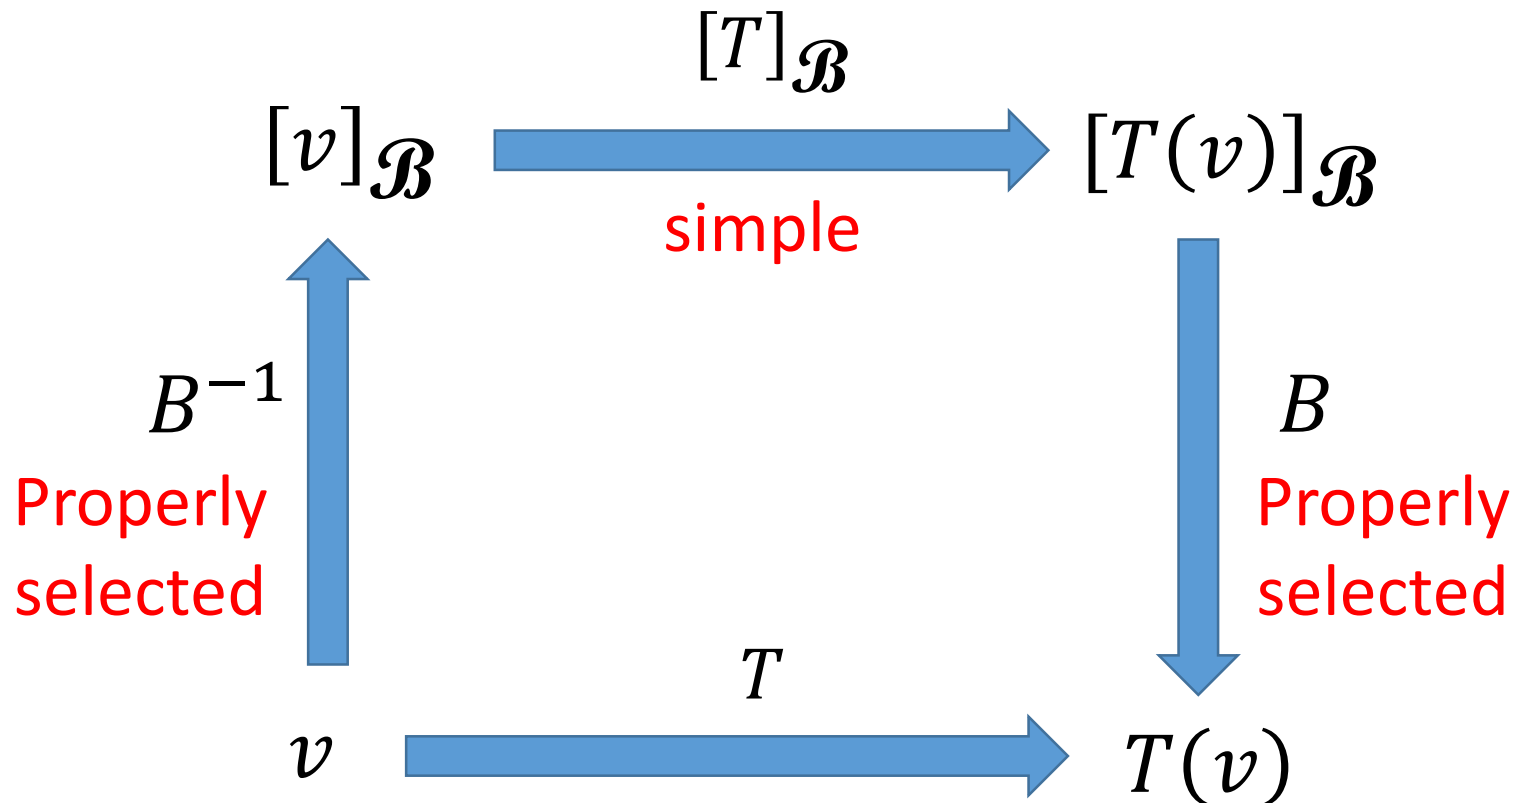 [T]_𝓑
[v]_𝓑
[T(v)]_𝓑
simple
B⁻¹
B
Properly
selected
Properly
selected
T
v
T(v)